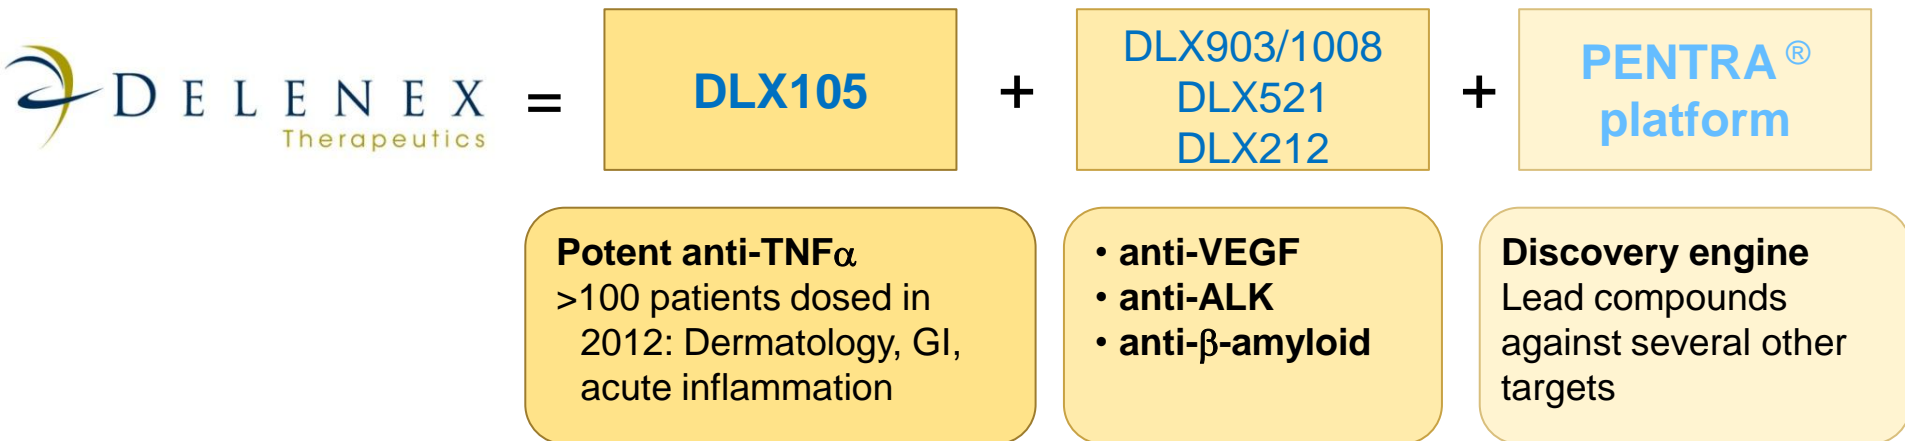 DELENEX
Therapeutics
=
DLX105
+
DLX903/1008
DLX521
DLX212
+
PENTRA ®
platform
Potent anti-TNFα
>100 patients dosed in
2012: Dermatology, GI,
acute inflammation
• anti-VEGF
• anti-ALK
• anti-β-amyloid
Discovery engine
Lead compounds
against several other
targets